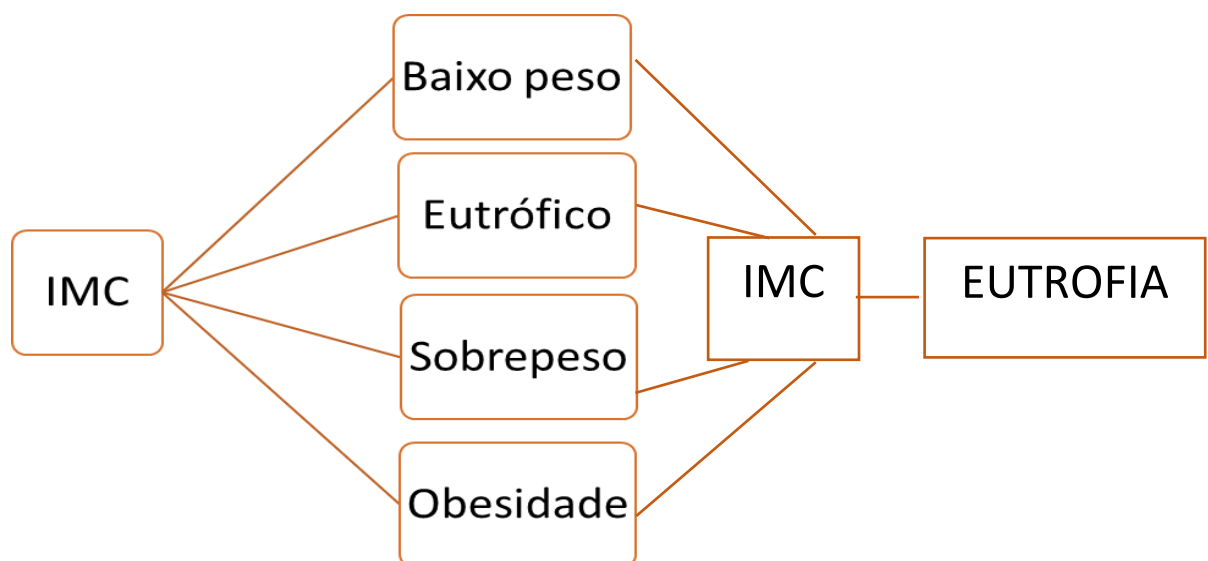 IMC
Baixo peso
Eutrófico
Sobrepeso
Obesidade
IMC
EUTROFIA